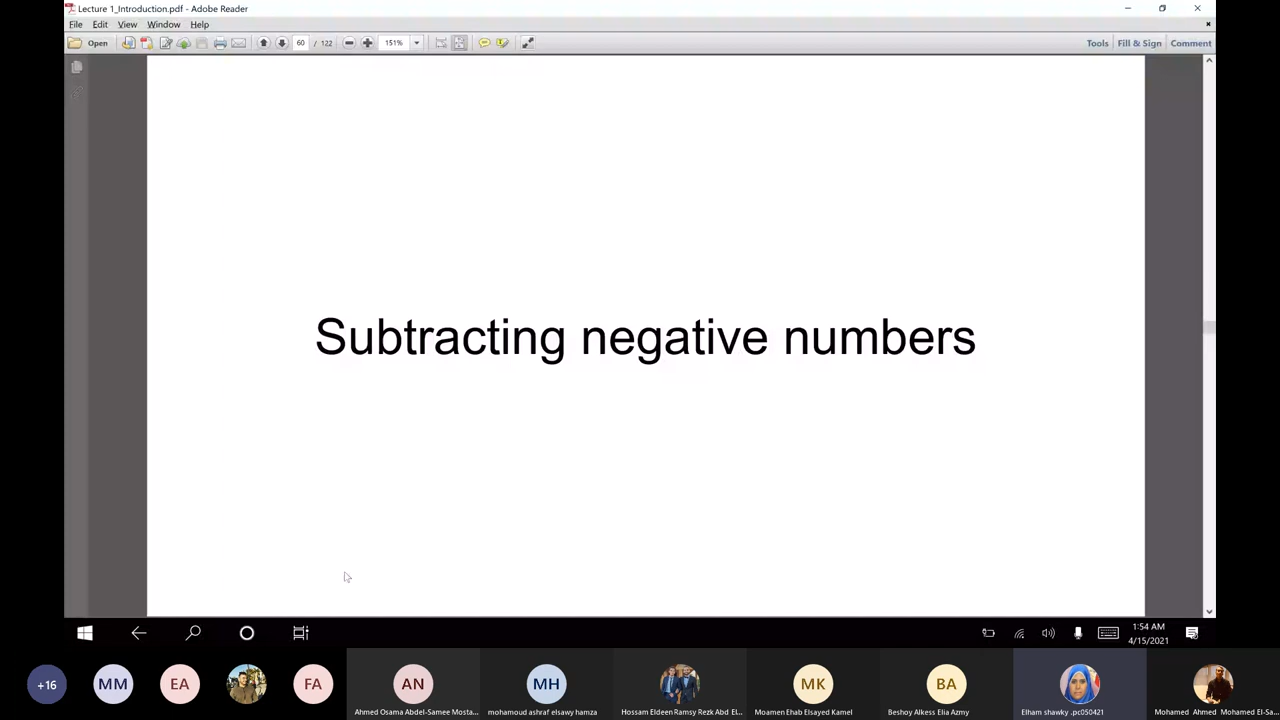 Lecture 1_Introduction.pdf - Adobe Reader
File Edit View Window Help
Open 60 / 122 151% Tools Fill & Sign Comment
Subtracting negative numbers
1:54 AM
4/15/2021
+16 MM EA FA AN MH MK BA
Ahmed Osama Abdel-Samee Mosta... mohamoud ashraf elsawy hamza Hossam Eldeen Ramsy Rezk Abd El... Moamen Ehab Elsayed Kamel Beshoy Alkess Elia Azmy Elham shawky .pc050421 Mohamed Ahmed Mohamed El-Sa...